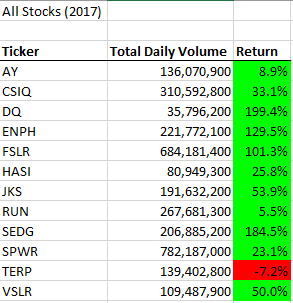 All Stocks (2017)
Ticker Total Daily Volume Return
AY 136,070,900 8.9%
CSIQ 310,592,800 33.1%
DQ 35,796,200 199.4%
ENPH 221,772,100 129.5%
FSLR 684,181,400 101.3%
HASI 80,949,300 25.8%
JKS 191,632,200 53.9%
RUN 267,681,300 5.5%
SEDG 206,885,200 184.5%
SPWR 782,187,000 23.1%
TERP 139,402,800 -7.2%
VSLR 109,487,900 50.0%